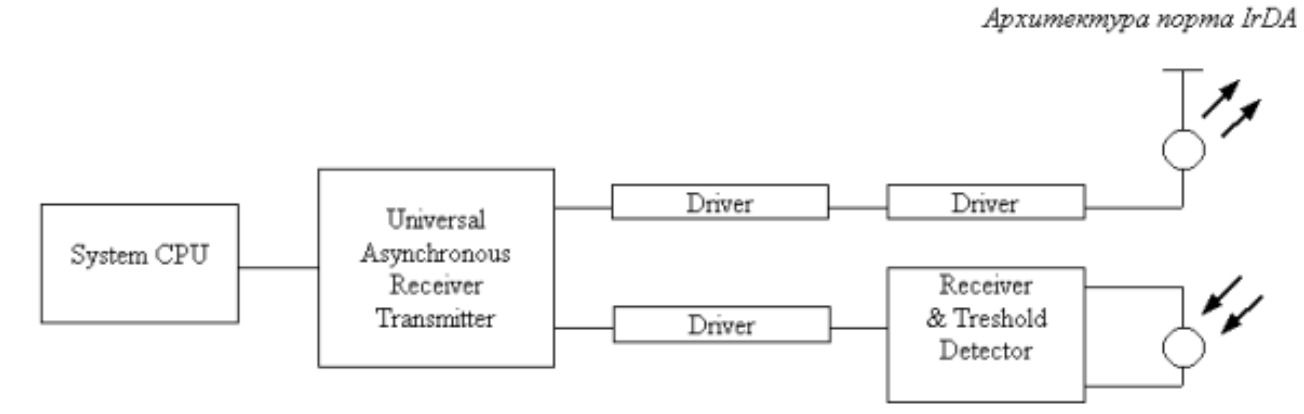 Архитектура порта IrDA
System CPU
Universal
Asynchronous
Receiver
Transmitter
Driver
Driver
Driver
Receiver
& Treshold
Detector